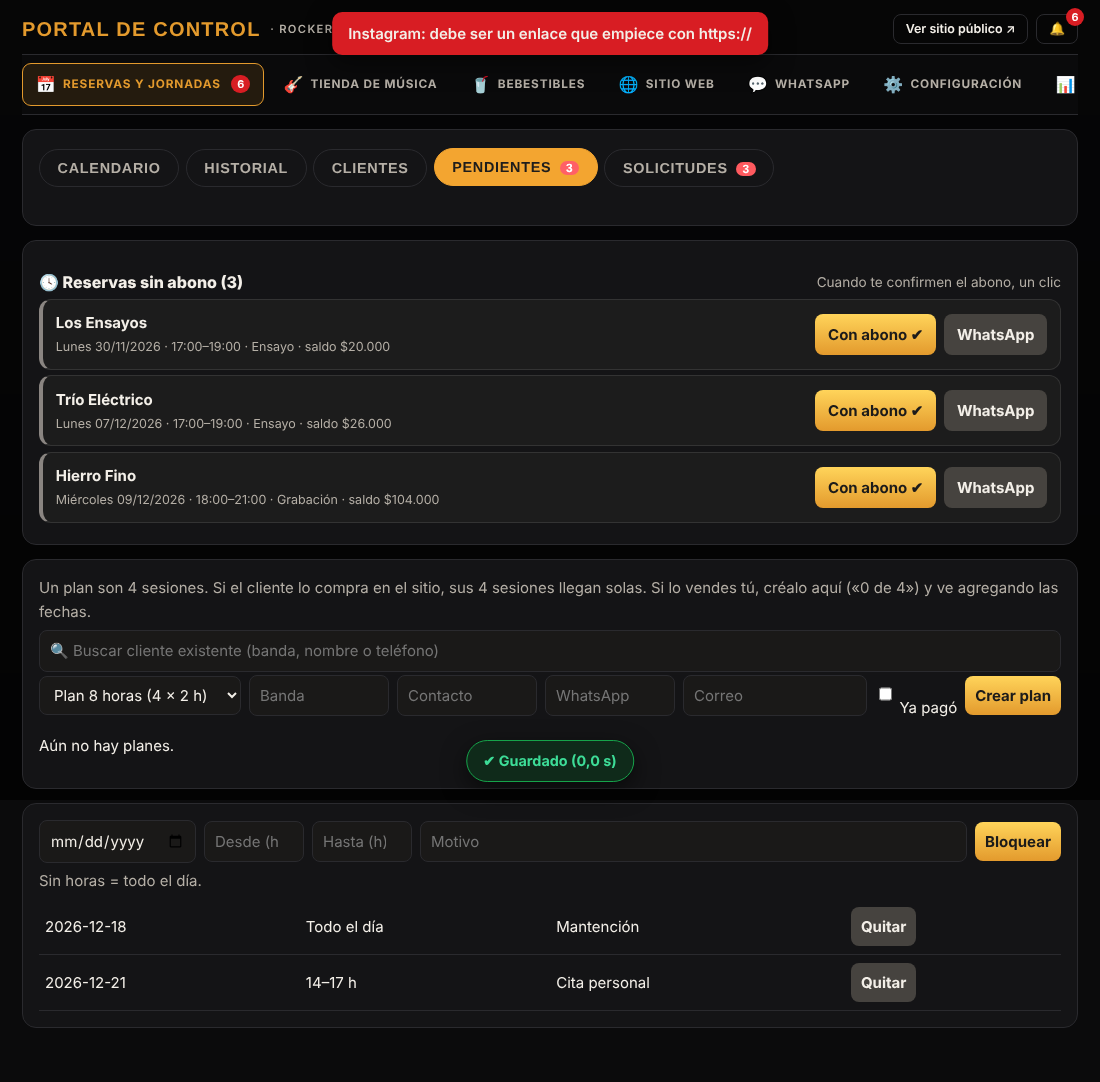 PORTAL DE CONTROL · ROCKER
Instagram: debe ser un enlace que empiece con https://
Ver sitio público ↗
6
RESERVAS Y JORNADAS 6
TIENDA DE MÚSICA
BEBESTIBLES
SITIO WEB
WHATSAPP
CONFIGURACIÓN
CALENDARIO
HISTORIAL
CLIENTES
PENDIENTES 3
SOLICITUDES 3
Reservas sin abono (3)
Cuando te confirmen el abono, un clic
Los Ensayos
Lunes 30/11/2026 · 17:00–19:00 · Ensayo · saldo $20.000
Con abono ✔
WhatsApp
Trío Eléctrico
Lunes 07/12/2026 · 17:00–19:00 · Ensayo · saldo $26.000
Con abono ✔
WhatsApp
Hierro Fino
Miércoles 09/12/2026 · 18:00–21:00 · Grabación · saldo $104.000
Con abono ✔
WhatsApp
Un plan son 4 sesiones. Si el cliente lo compra en el sitio, sus 4 sesiones llegan solas. Si lo vendes tú, créalo aquí («0 de 4») y ve agregando las
fechas.
Buscar cliente existente (banda, nombre o teléfono)
Plan 8 horas (4 × 2 h)
Banda
Contacto
WhatsApp
Correo
Ya pagó
Crear plan
Aún no hay planes.
✔ Guardado (0,0 s)
mm/dd/yyyy
Desde (h
Hasta (h)
Motivo
Bloquear
Sin horas = todo el día.
2026-12-18 Todo el día Mantención Quitar
2026-12-21 14–17 h Cita personal Quitar